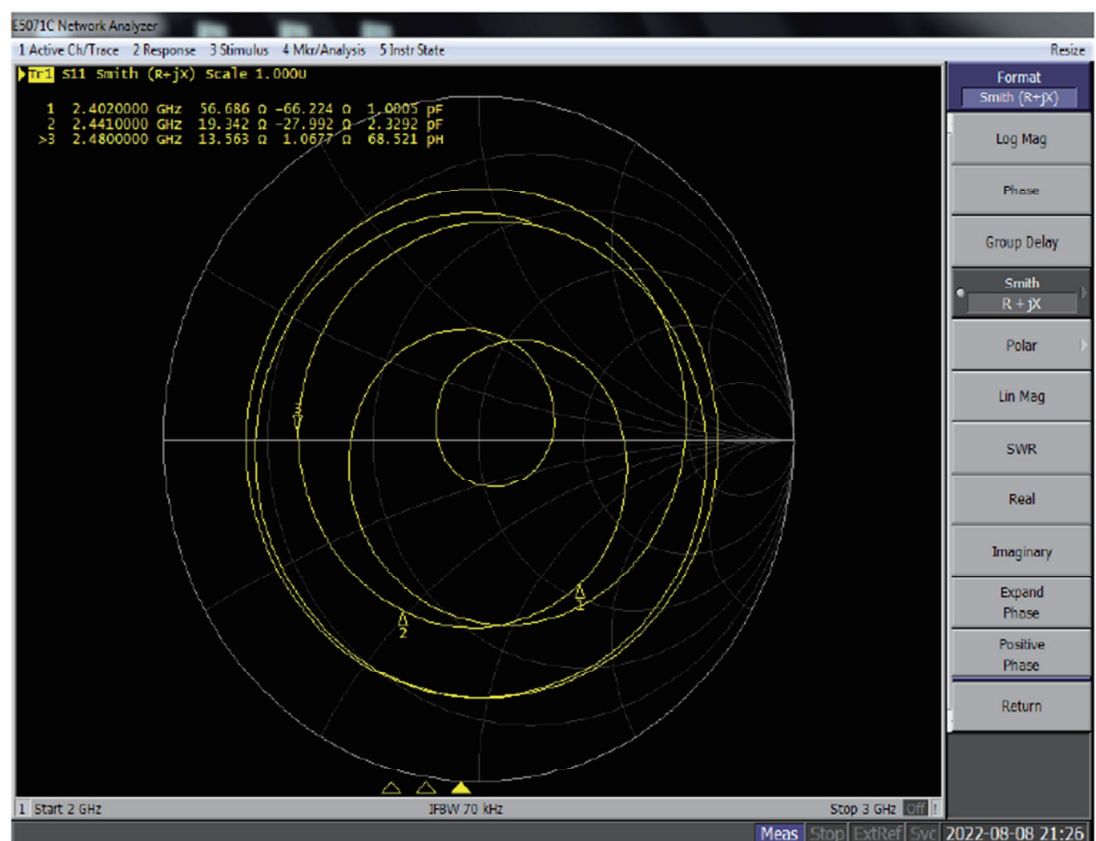 E5071C Network Analyzer
1 Active Ch/Trace 2 Response 3 Stimulus 4 Mkr/Analysis 5 Instr State
Resize
Tr1 S11 Smith (R+jX) Scale 1.000U
1 2.4020000 GHz 56.686 Ω -66.224 Ω 1.0005 pF
2 2.4410000 GHz 19.342 Ω -27.992 Ω 2.3292 pF
>3 2.4800000 GHz 13.563 Ω 1.0677 Ω 68.521 pH
3
1
2
Format
Smith (R+jX)
Log Mag
Phase
Group Delay
Smith
R + jX
Polar
Lin Mag
SWR
Real
Imaginary
Expand
Phase
Positive
Phase
Return
1 Start 2 GHz
IFBW 70 kHz
Stop 3 GHz Off !
Meas Stop ExtRef Svc 2022-08-08 21:26